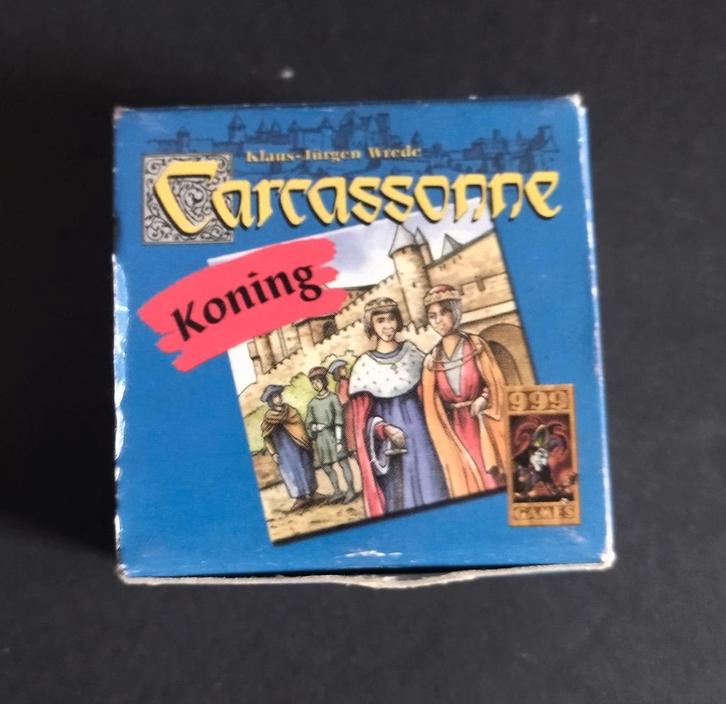 Klaus-Jürgen Wrede
Carcassonne
Koning
999
GAMES